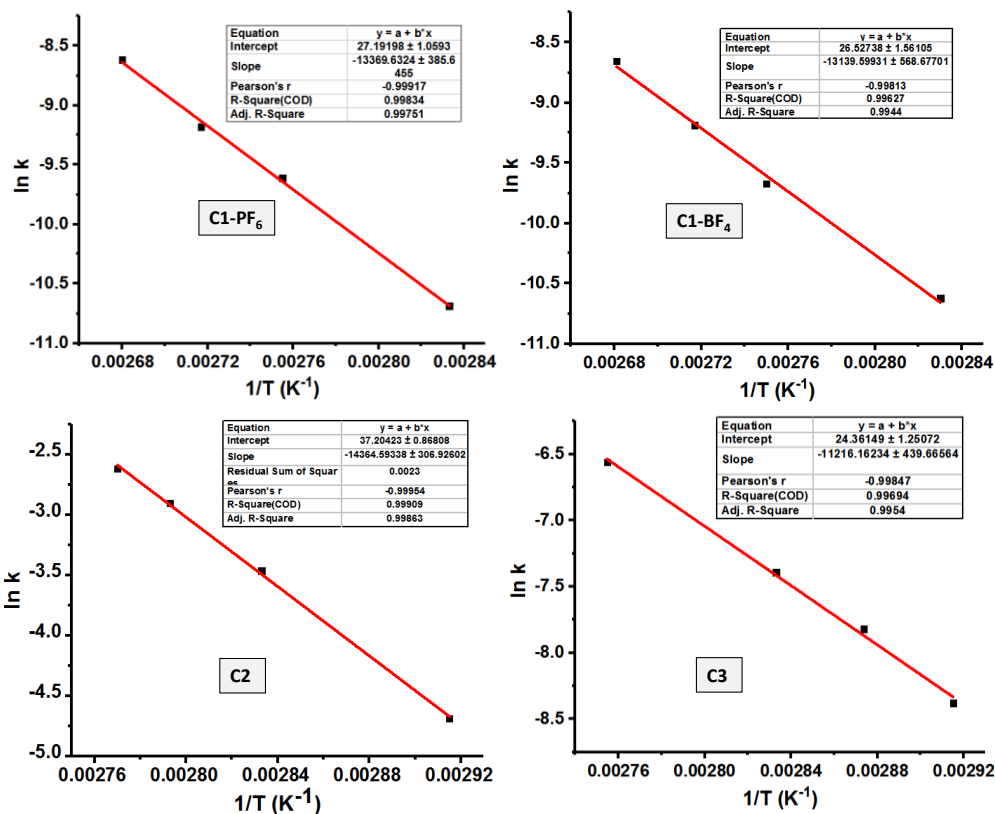 Equation y = a + b*x
Intercept 27.19198 ± 1.0593
Slope -13369.6324 ± 385.6
455
Pearson's r -0.99917
R-Square(COD) 0.99834
Adj. R-Square 0.99751
-8.5
-9.0
-9.5
-10.0
-10.5
-11.0
ln k
C1-PF6
0.00268 0.00272 0.00276 0.00280 0.00284
1/T (K-1)
Equation y = a + b*x
Intercept 26.52738 ± 1.56105
Slope -13139.59931 ± 568.67701
Pearson's r -0.99813
R-Square(COD) 0.99627
Adj. R-Square 0.9944
-8.5
-9.0
-9.5
-10.0
-10.5
-11.0
ln k
C1-BF4
0.00268 0.00272 0.00276 0.00280 0.00284
1/T (K-1)
Equation y = a + b*x
Intercept 37.20423 ± 0.86808
Slope -14364.59338 ± 306.92602
Residual Sum of Squar
es 0.0023
Pearson's r -0.99954
R-Square(COD) 0.99909
Adj. R-Square 0.99863
-2.5
-3.0
-3.5
-4.0
-4.5
-5.0
ln k
C2
0.00276 0.00280 0.00284 0.00288 0.00292
1/T (K-1)
Equation y = a + b*x
Intercept 24.36149 ± 1.25072
Slope -11216.16234 ± 439.66564
Pearson's r -0.99847
R-Square(COD) 0.99694
Adj. R-Square 0.9954
-6.5
-7.0
-7.5
-8.0
-8.5
ln k
C3
0.00276 0.00280 0.00284 0.00288 0.00292
1/T (K-1)